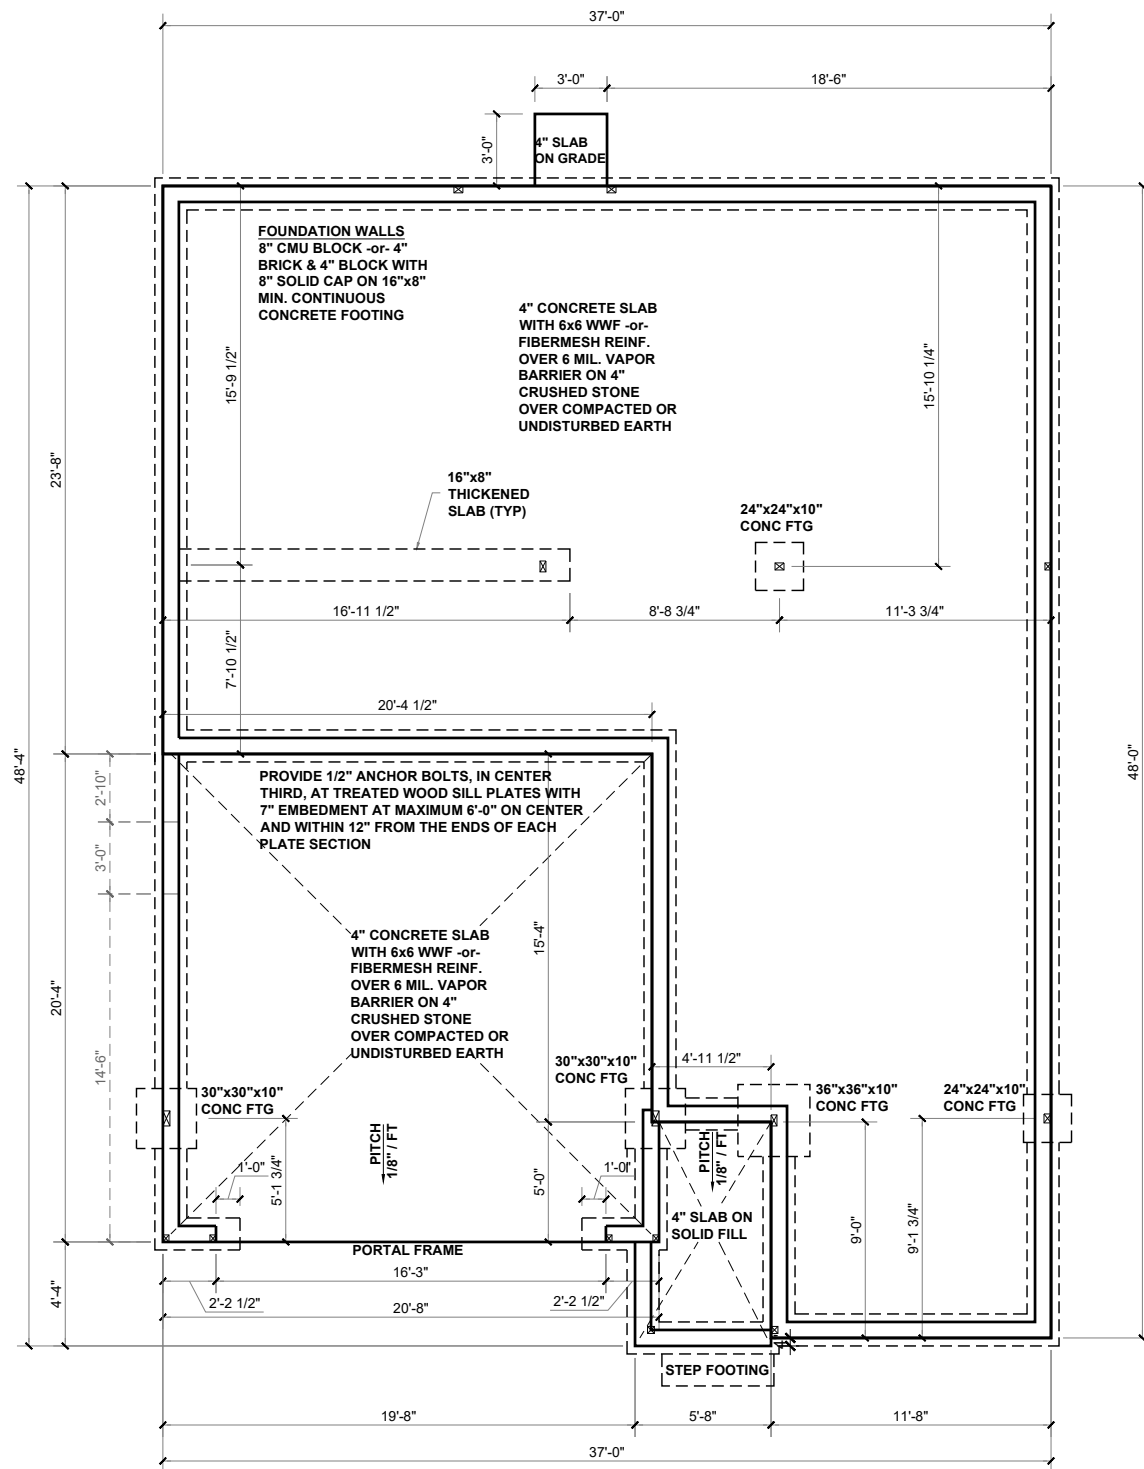 37'-0"
3'-0"
18'-6"
3'-0"
4" SLAB
ON GRADE
FOUNDATION WALLS
8" CMU BLOCK -or- 4"
BRICK & 4" BLOCK WITH
8" SOLID CAP ON 16"x8"
MIN. CONTINUOUS
CONCRETE FOOTING
4" CONCRETE SLAB
WITH 6x6 WWF -or-
FIBERMESH REINF.
OVER 6 MIL. VAPOR
BARRIER ON 4"
CRUSHED STONE
OVER COMPACTED OR
UNDISTURBED EARTH
15'-9 1/2"
15'-10 1/4"
23'-8"
16"x8"
THICKENED
SLAB (TYP)
24"x24"x10"
CONC FTG
16'-11 1/2"
8'-8 3/4"
11'-3 3/4"
7'-10 1/2"
20'-4 1/2"
48'-4"
48'-0"
PROVIDE 1/2" ANCHOR BOLTS, IN CENTER
THIRD, AT TREATED WOOD SILL PLATES WITH
7" EMBEDMENT AT MAXIMUM 6'-0" ON CENTER
AND WITHIN 12" FROM THE ENDS OF EACH
PLATE SECTION
2'-10"
3'-0"
14'-6"
20'-4"
15'-4"
4" CONCRETE SLAB
WITH 6x6 WWF -or-
FIBERMESH REINF.
OVER 6 MIL. VAPOR
BARRIER ON 4"
CRUSHED STONE
OVER COMPACTED OR
UNDISTURBED EARTH
4'-11 1/2"
30"x30"x10"
CONC FTG
30"x30"x10"
CONC FTG
36"x36"x10"
CONC FTG
24"x24"x10"
CONC FTG
PITCH
1/8" / FT
PITCH
1/8" / FT
1'-0"
5'-1 3/4"
5'-0"
1'-0"
4" SLAB ON
SOLID FILL
9'-0"
9'-1 3/4"
PORTAL FRAME
16'-3"
2'-2 1/2"
2'-2 1/2"
20'-8"
4'-4"
4"
STEP FOOTING
19'-8"
5'-8"
11'-8"
37'-0"